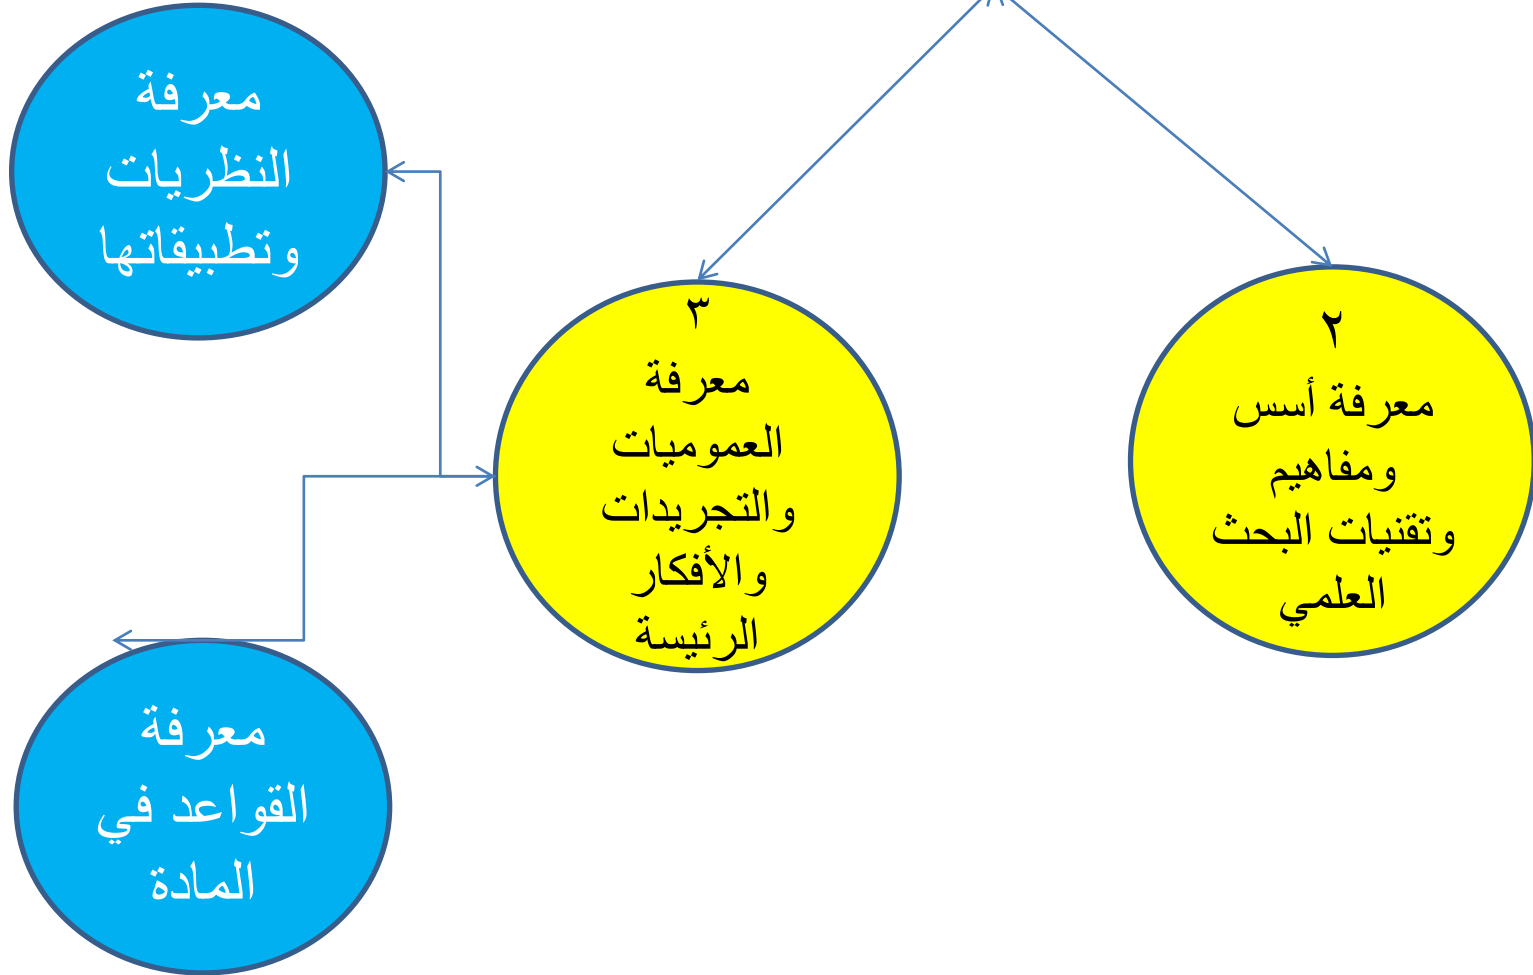 ٢
معرفة أسس
ومفاهيم
وتقنيات البحث
العلمي
٣
معرفة
العموميات
والتجريدات
والأفكار
الرئيسة
معرفة
النظريات
وتطبيقاتها
معرفة
القواعد في
المادة